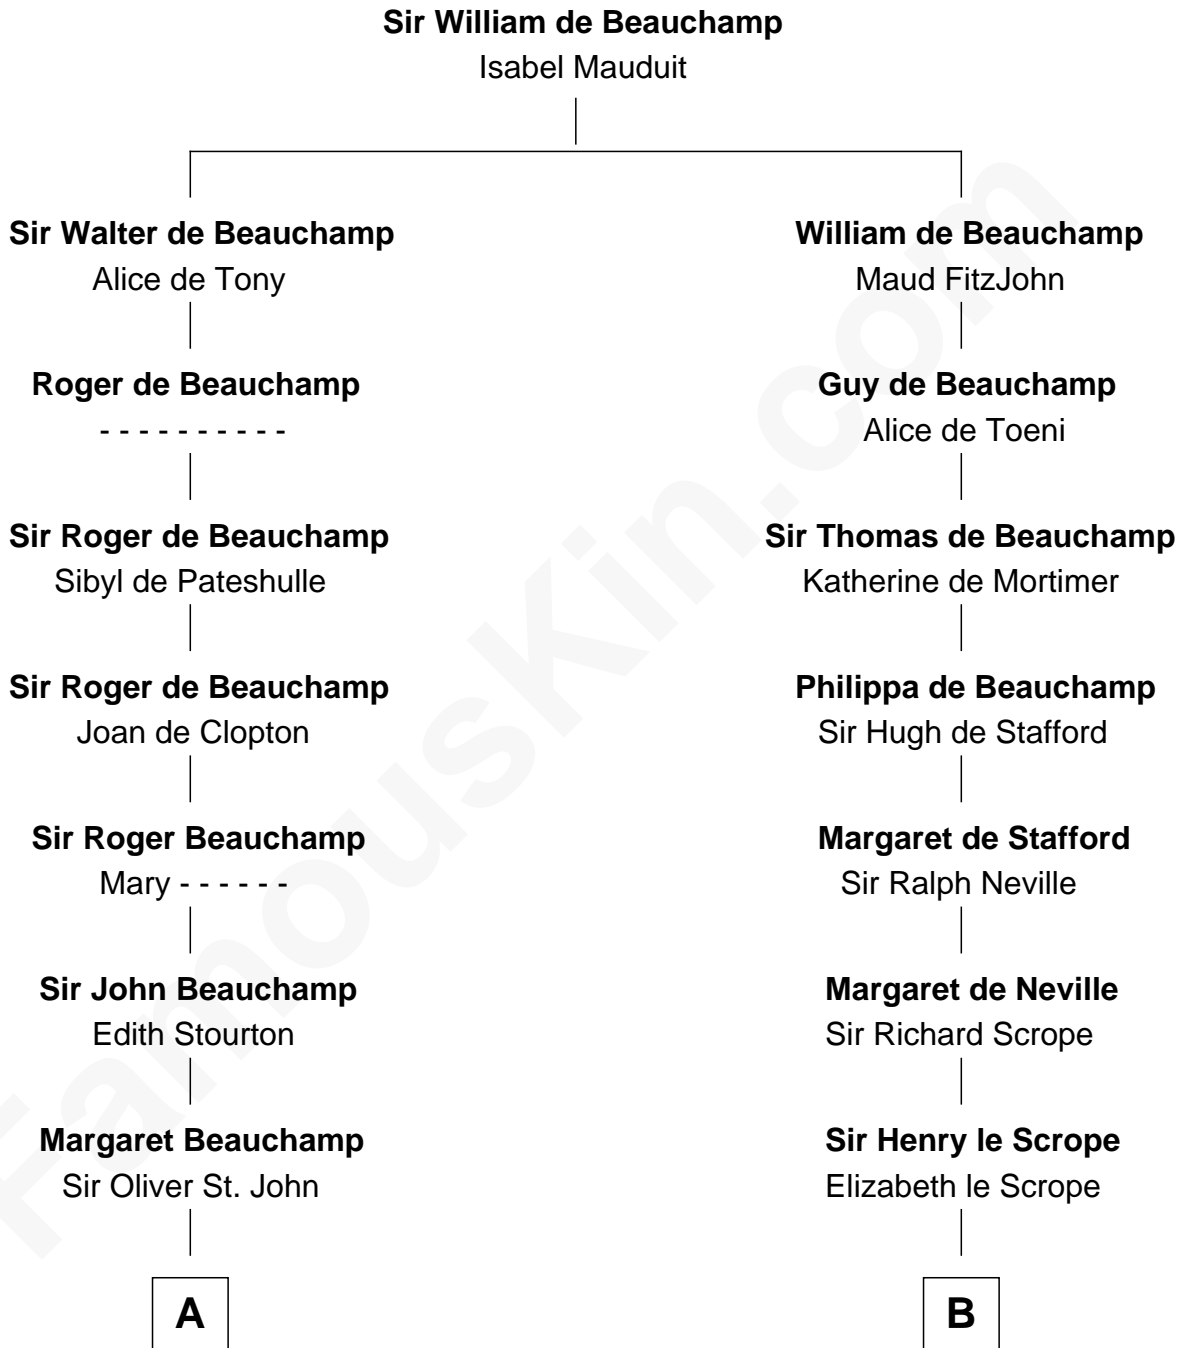 Sir William de Beauchamp
Isabel Mauduit
Sir Walter de Beauchamp
Alice de Tony
Roger de Beauchamp
- - - - - - - - - -
Sir Roger de Beauchamp
Sibyl de Pateshulle
Sir Roger de Beauchamp
Joan de Clopton
Sir Roger Beauchamp
Mary - - - - - -
Sir John Beauchamp
Edith Stourton
Margaret Beauchamp
Sir Oliver St. John
A
William de Beauchamp
Maud FitzJohn
Guy de Beauchamp
Alice de Toeni
Sir Thomas de Beauchamp
Katherine de Mortimer
Philippa de Beauchamp
Sir Hugh de Stafford
Margaret de Stafford
Sir Ralph Neville
Margaret de Neville
Sir Richard Scrope
Sir Henry le Scrope
Elizabeth le Scrope
B
FamousKin.com